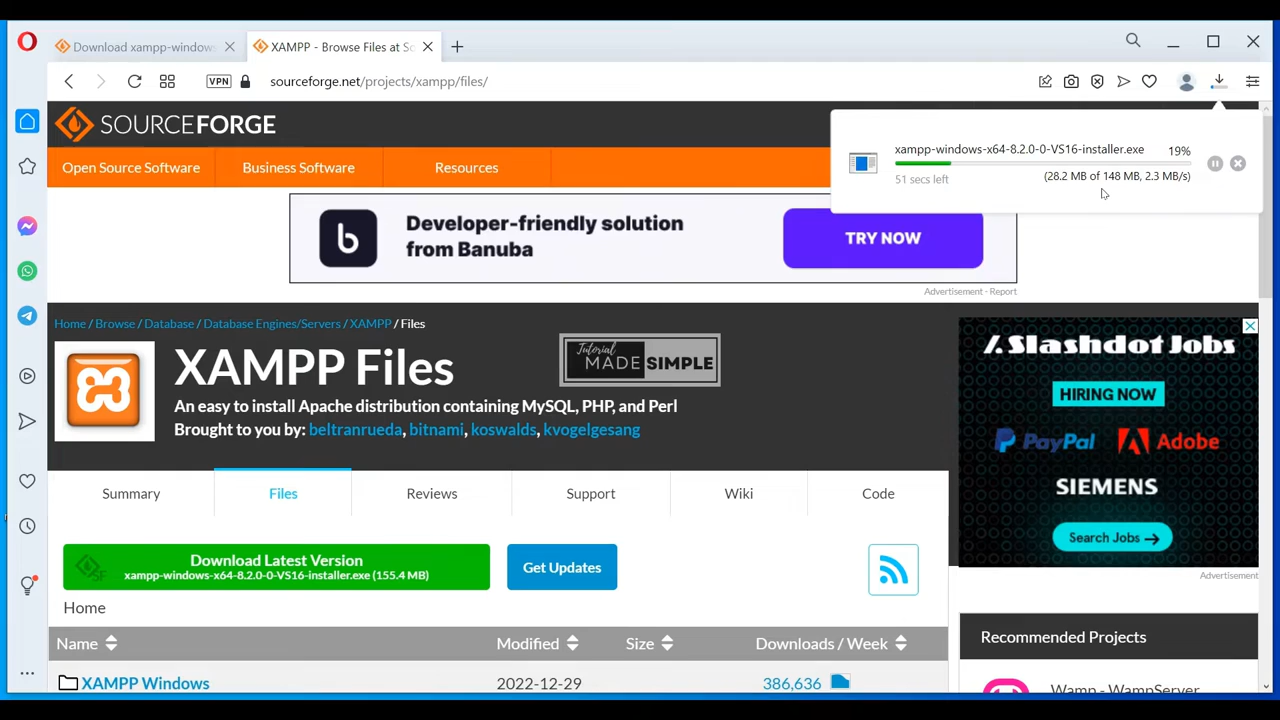 Download xampp-windows
XAMPP - Browse Files at So
VPN
sourceforge.net/projects/xampp/files/
SOURCEFORGE
Open Source Software
Business Software
Resources
xampp-windows-x64-8.2.0-0-VS16-installer.exe
19%
51 secs left
(28.2 MB of 148 MB, 2.3 MB/s)
b
Developer-friendly solution
from Banuba
TRY NOW
Advertisement - Report
Home / Browse / Database / Database Engines/Servers / XAMPP / Files
XAMPP Files
An easy to install Apache distribution containing MySQL, PHP, and Perl
Brought to you by: beltranrueda, bitnami, koswalds, kvogelgesang
Tutorial
MADE SIMPLE
Slashdot Jobs
HIRING NOW
PayPal
Adobe
SIEMENS
Search Jobs →
Advertisement
Summary
Files
Reviews
Support
Wiki
Code
Download Latest Version
xampp-windows-x64-8.2.0-0-VS16-installer.exe (155.4 MB)
SF
Get Updates
Home
Name
Modified
Size
Downloads / Week
Recommended Projects
XAMPP Windows
2022-12-29
386,636
Wamp - WampServer